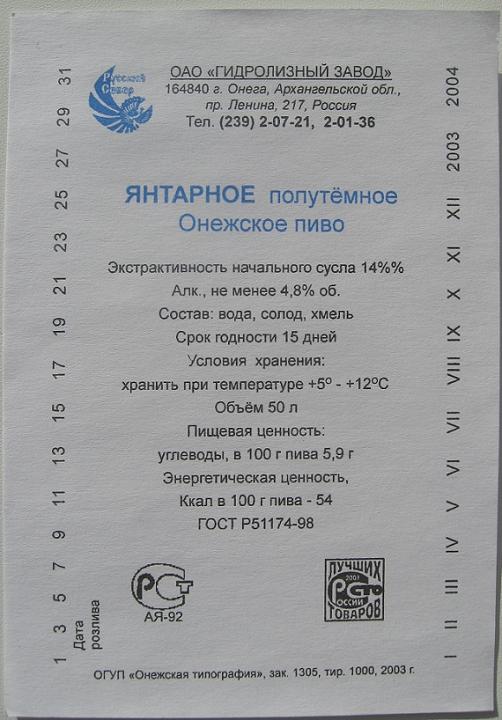 Русский
Север
ОАО «ГИДРОЛИЗНЫЙ ЗАВОД»
164840 г. Онега, Архангельской обл.,
пр. Ленина, 217, Россия
Тел. (239) 2-07-21, 2-01-36
ЯНТАРНОЕ полутёмное
Онежское пиво
Экстрактивность начального сусла 14%%
Алк., не менее 4,8% об.
Состав: вода, солод, хмель
Срок годности 15 дней
Условия хранения:
хранить при температуре +5º - +12ºС
Объём 50 л
Пищевая ценность:
углеводы, в 100 г пива 5,9 г
Энергетическая ценность,
Ккал в 100 г пива - 54
ГОСТ Р51174-98
РСТ
АЯ-92
ЛУЧШИХ
2001
100
РОССИИ
ТОВАРОВ
Дата
розлива
1 3 5 7 9 11 13 15 17 19 21 23 25 27 29 31
I II III IV V VI VII VIII IX X XI XII 2003 2004
ОГУП «Онежская типография», зак. 1305, тир. 1000, 2003 г.